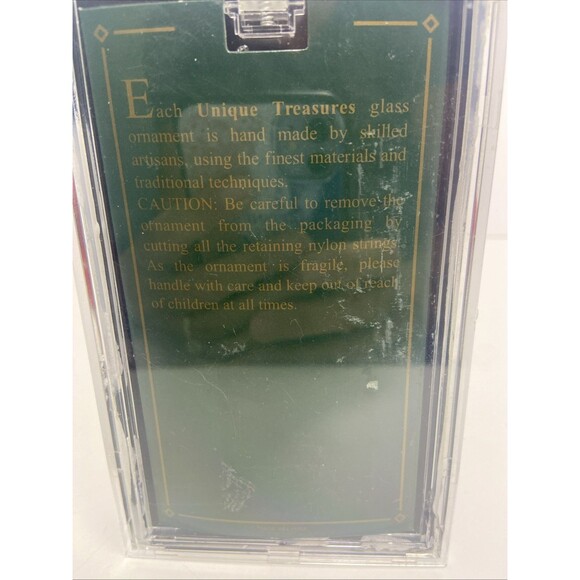 Each Unique Treasures glass
ornament is hand made by skilled
artisans, using the finest materials and
traditional techniques.
CAUTION: Be careful to remove the
ornament from the packaging by
cutting all the retaining nylon strings.
As the ornament is fragile, please
handle with care and keep out of reach
of children at all times.